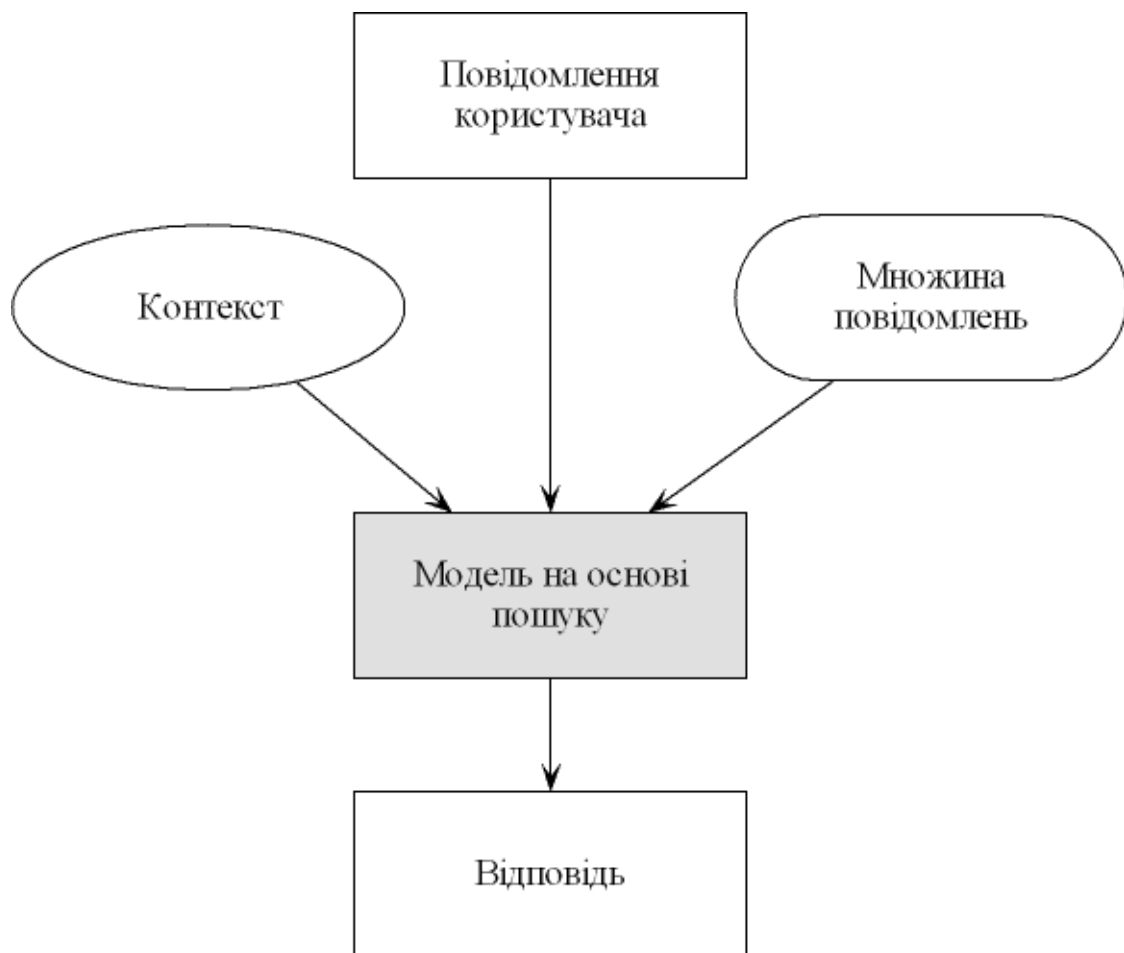 Повідомлення
користувача
Контекст
Множина
повідомлень
Модель на основі
пошуку
Відповідь